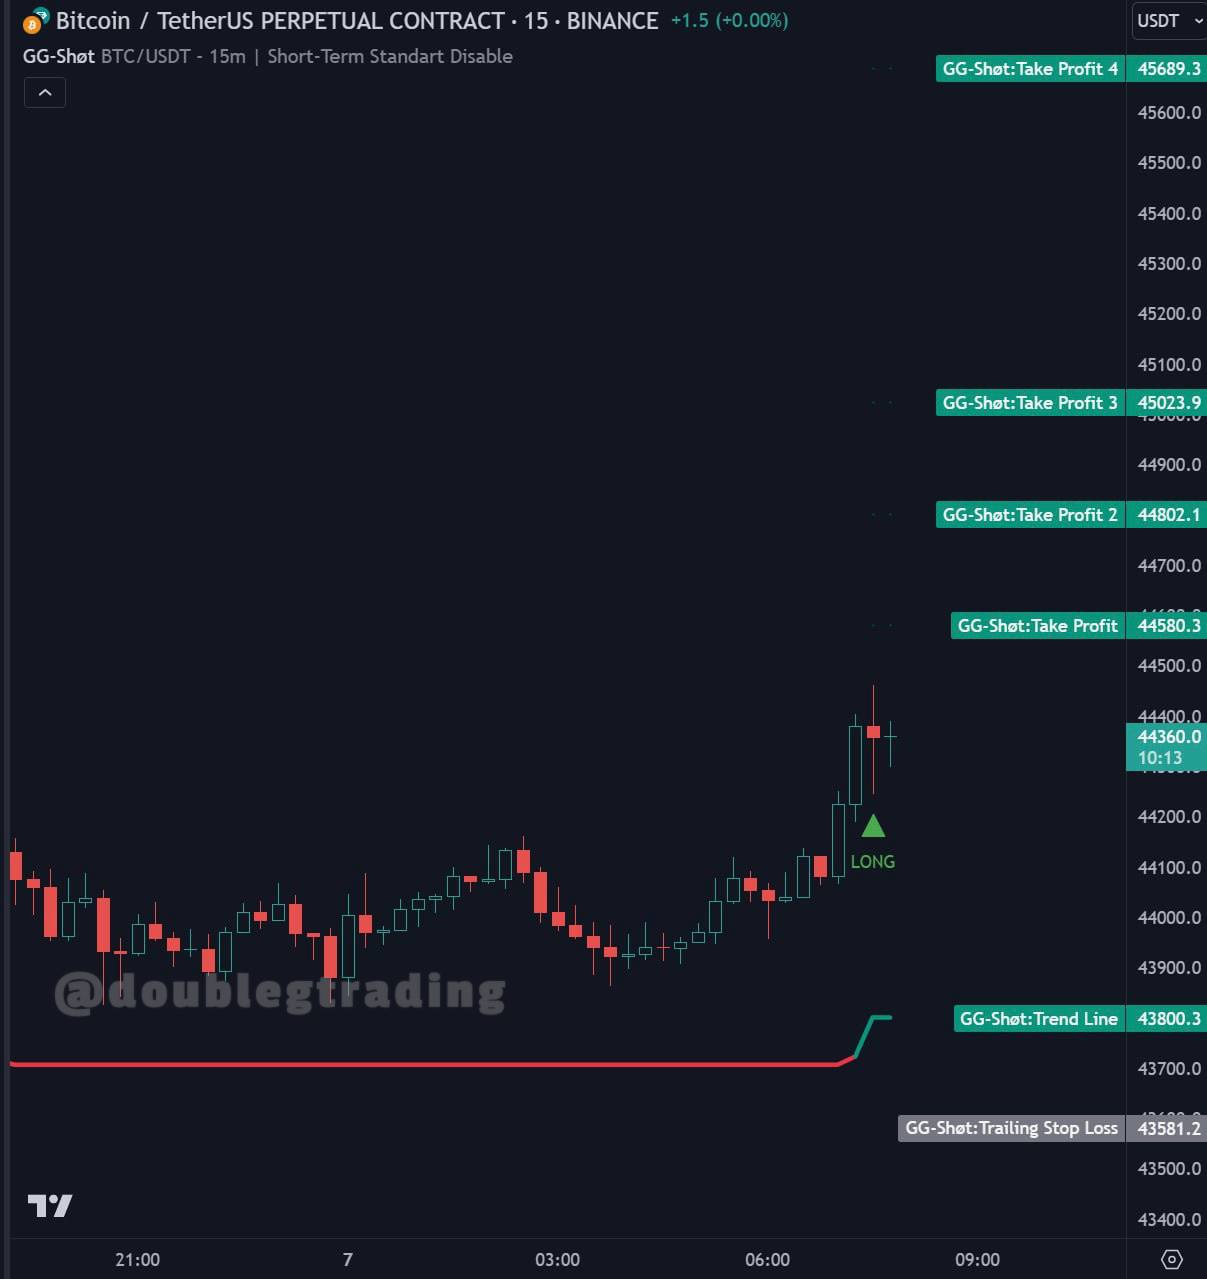 Bitcoin / TetherUS PERPETUAL CONTRACT · 15 · BINANCE +1.5 (+0.00%)
USDT
GG-Shøt BTC/USDT - 15m | Short-Term Standart Disable
GG-Shøt:Take Profit 4 45689.3
45600.0
45500.0
45400.0
45300.0
45200.0
45100.0
GG-Shøt:Take Profit 3 45023.9
44900.0
GG-Shøt:Take Profit 2 44802.1
44700.0
GG-Shøt:Take Profit 44580.3
44500.0
44400.0
44360.0
10:13
44200.0
LONG
44100.0
44000.0
43900.0
@doublegtrading
GG-Shøt:Trend Line 43800.3
43700.0
GG-Shøt:Trailing Stop Loss 43581.2
43500.0
43400.0
21:00 7 03:00 06:00 09:00